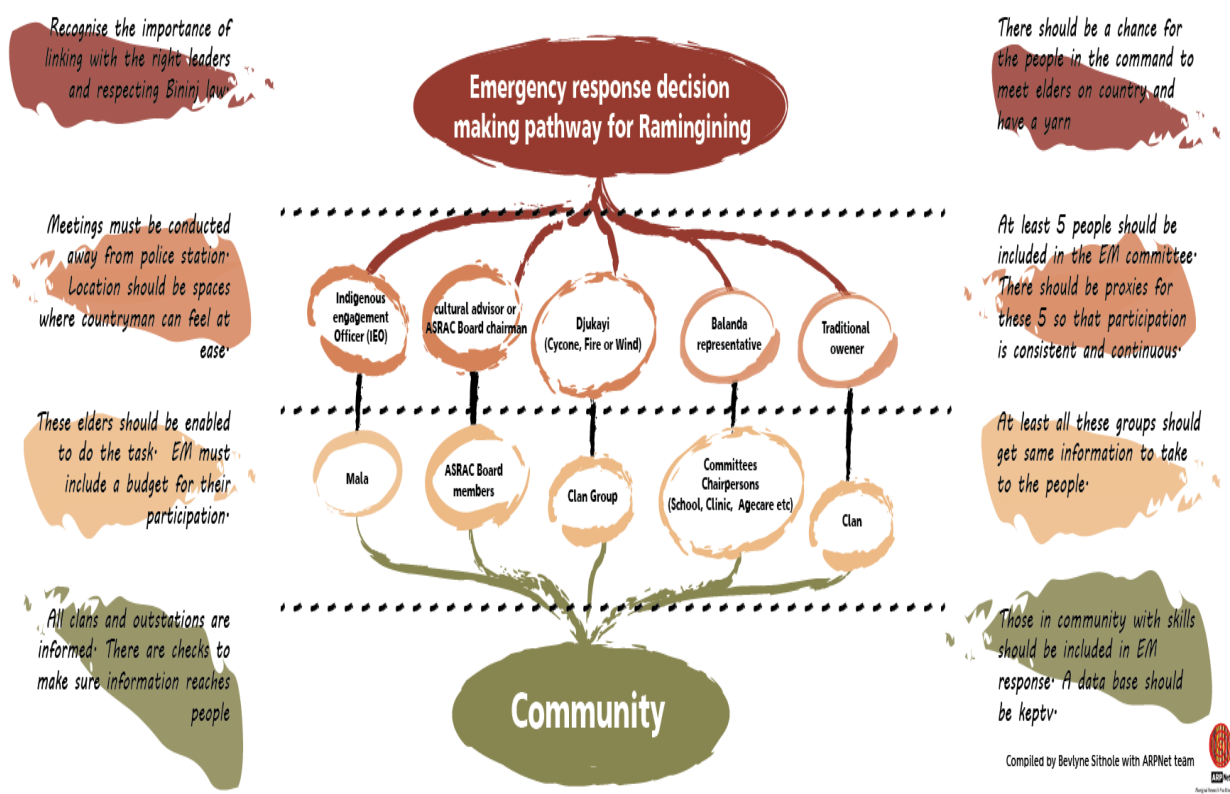 Recognise the importance of
linking with the right leaders
and respecting Bininj law.
There should be a chance for
the people in the command to
meet elders on country and
have a yarn
Emergency response decision
making pathway for Ramingining
Meetings must be conducted
away from police station.
Location should be spaces
where countryman can feel at
ease.
At least 5 people should be
included in the EM committee.
There should be proxies for
these 5 so that participation
is consistent and continuous.
Indigenous
engagement
Officer (IEO)
cultural advisor or
ASRAC Board chairman
Djukayi
(Cycone, Fire or Wind)
Balanda
representative
Traditional
owener
These elders should be enabled
to do the task. EM must
include a budget for their
participation.
At least all these groups should
get same information to take
to the people.
Mala
ASRAC Board
members
Clan Group
Committees
Chairpersons
(School, Clinic, Agecare etc)
Clan
All clans and outstations are
informed. There are checks to
make sure information reaches
people
Those in community with skills
should be included in EM
response. A data base should
be keptv.
Community
Compiled by Bevlyne Sithole with ARPNet team
ARPNet